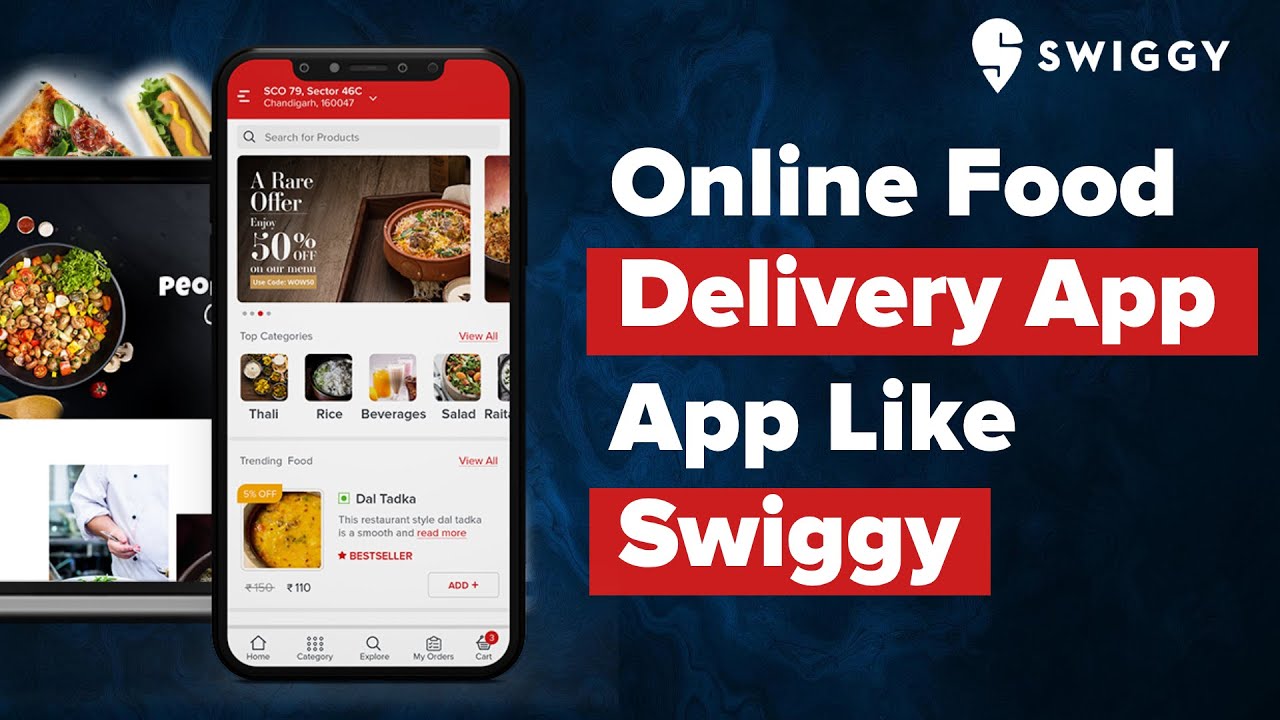 SWIGGY
Online Food
Delivery App
App Like
Swiggy
SCO 79, Sector 46C
Chandigarh, 160047
Search for Products
A Rare
Offer
Enjoy
50% OFF
on our menu
Use Code: WOW50
Top Categories View All
Thali Rice Beverages Salad Raita
Trending Food View All
5% OFF
Dal Tadka
This restaurant style dal tadka
is a smooth and read more
★ BESTSELLER
₹150 ₹110
ADD +
Home Category Explore My Orders Cart
3